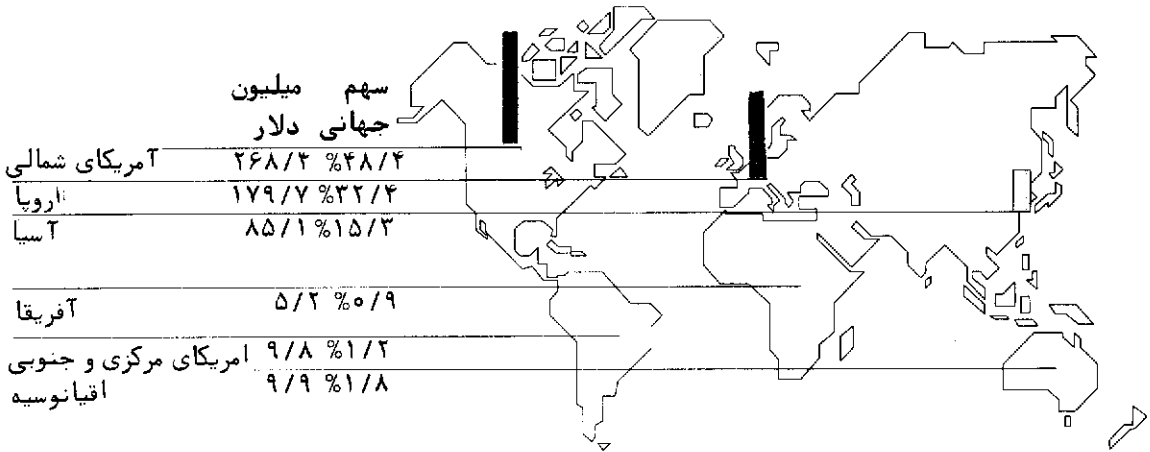 سهم میلیون
جهانی دلار
آمریکای شمالی ۲۶۸/۴ %۴۸/۴
اروپا ۱۷۹/۷ %۳۲/۴
آسیا ۸۵/۱ %۱۵/۳
آفریقا ۵/۲ %۰/۹
امریکای مرکزی و جنوبی ۹/۸ %۱/۲
اقیانوسیه ۹/۹ %۱/۸